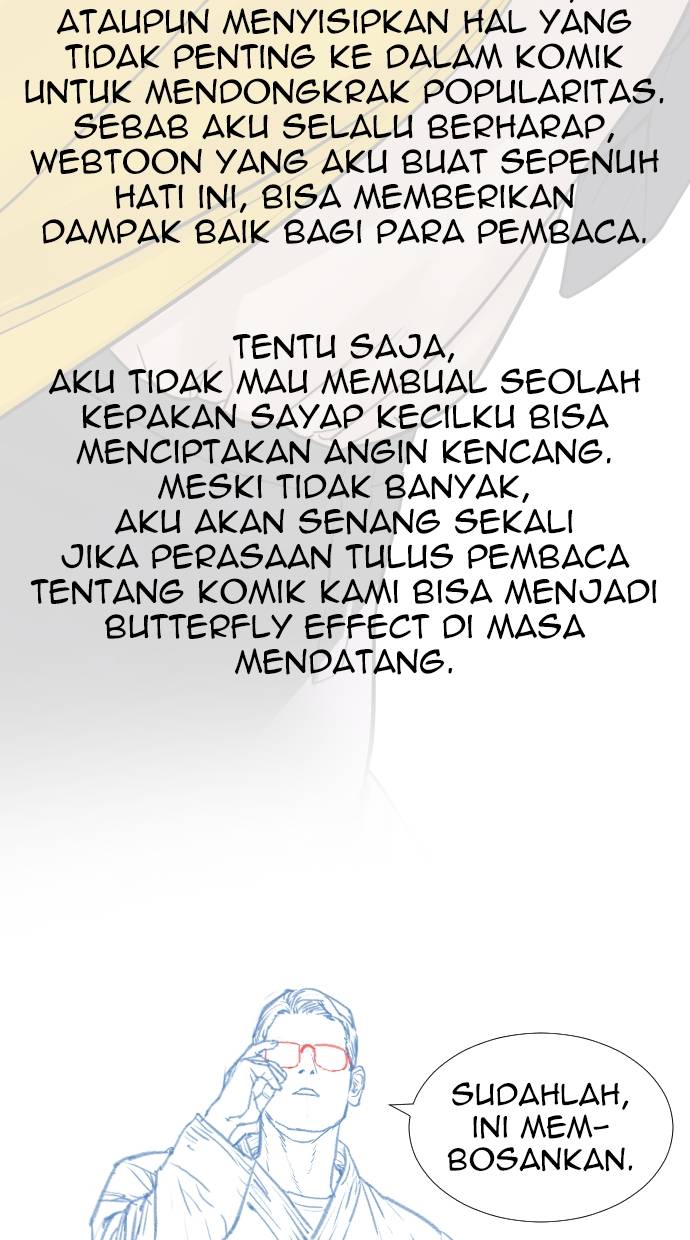 ATAUPUN MENYISIPKAN HAL YANG
TIDAK PENTING KE DALAM KOMIK
UNTUK MENDONGKRAK POPULARITAS.
SEBAB AKU SELALU BERHARAP,
WEBTOON YANG AKU BUAT SEPENUH
HATI INI, BISA MEMBERIKAN
DAMPAK BAIK BAGI PARA PEMBACA.
TENTU SAJA,
AKU TIDAK MAU MEMBUAL SEOLAH
KEPAKAN SAYAP KECILKU BISA
MENCIPTAKAN ANGIN KENCANG.
MESKI TIDAK BANYAK,
AKU AKAN SENANG SEKALI
JIKA PERASAAN TULUS PEMBACA
TENTANG KOMIK KAMI BISA MENJADI
BUTTERFLY EFFECT DI MASA
MENDATANG.
SUDAHLAH,
INI MEM-
BOSANKAN.